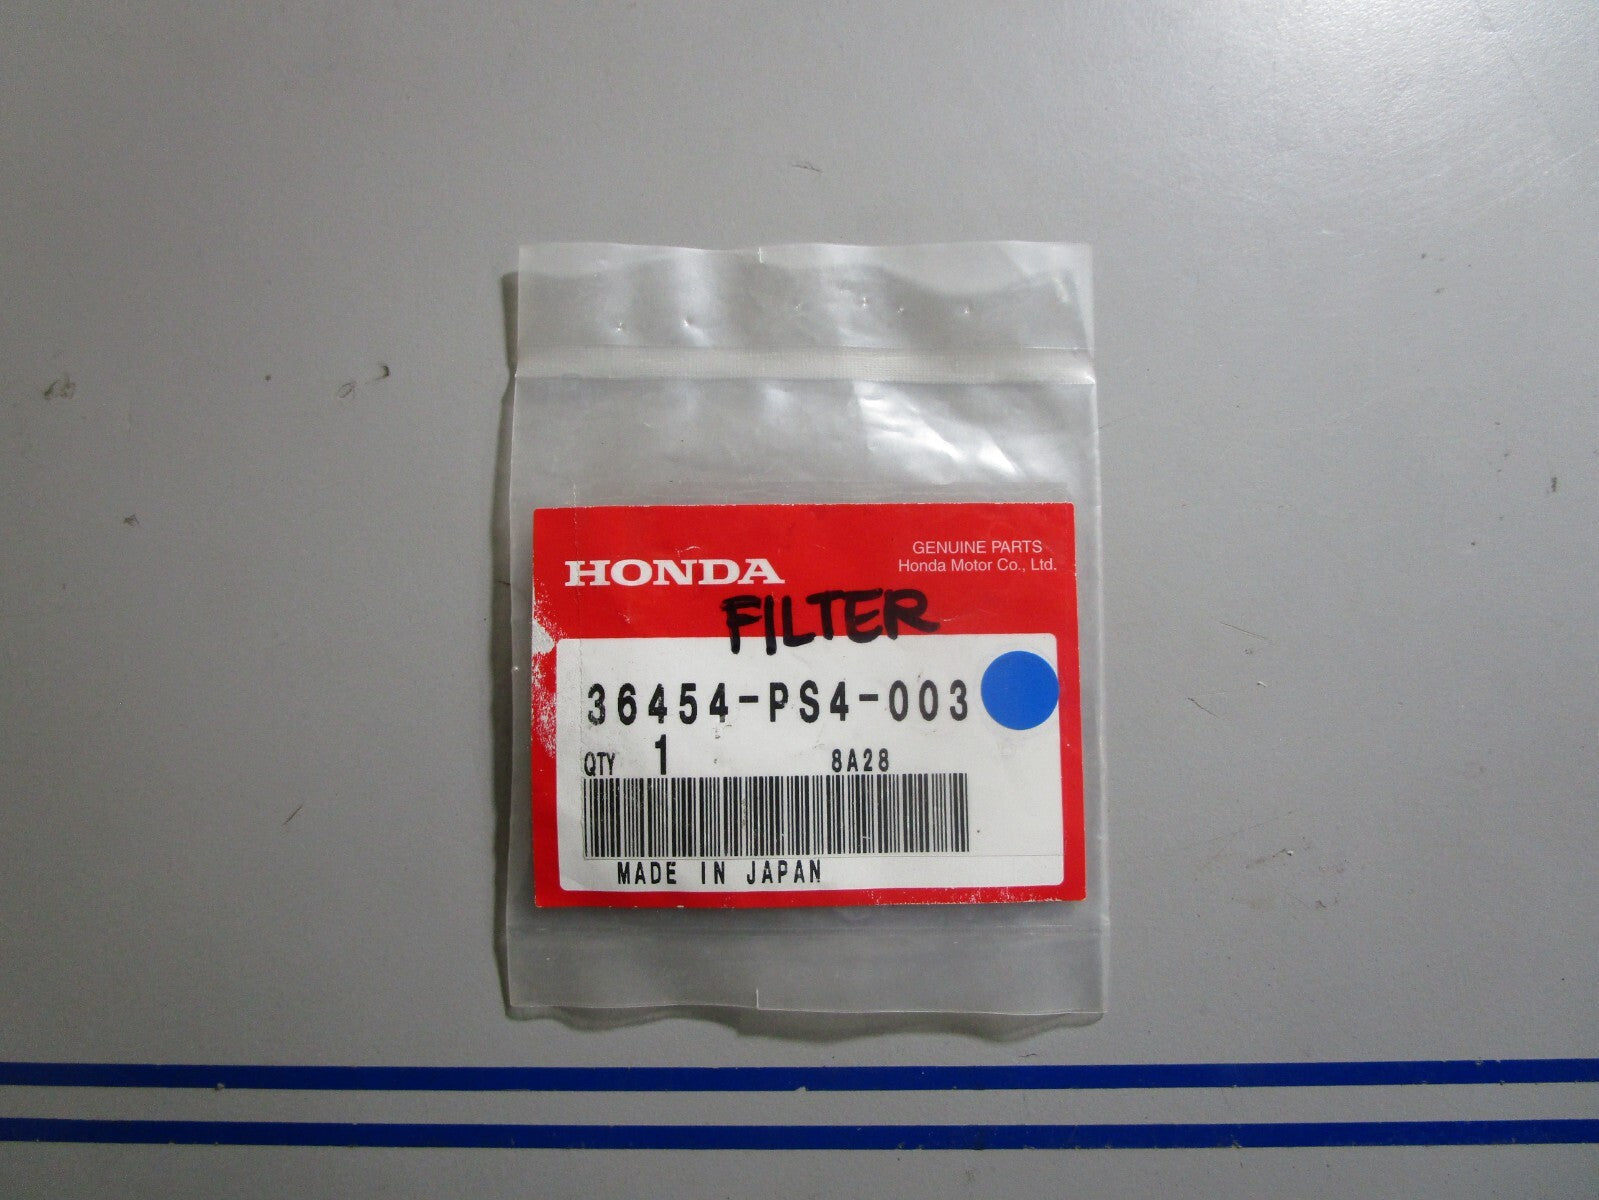 HONDA
GENUINE PARTS
Honda Motor Co., Ltd.
FILTER
36454-PS4-003
QTY 1 8A28
MADE IN JAPAN